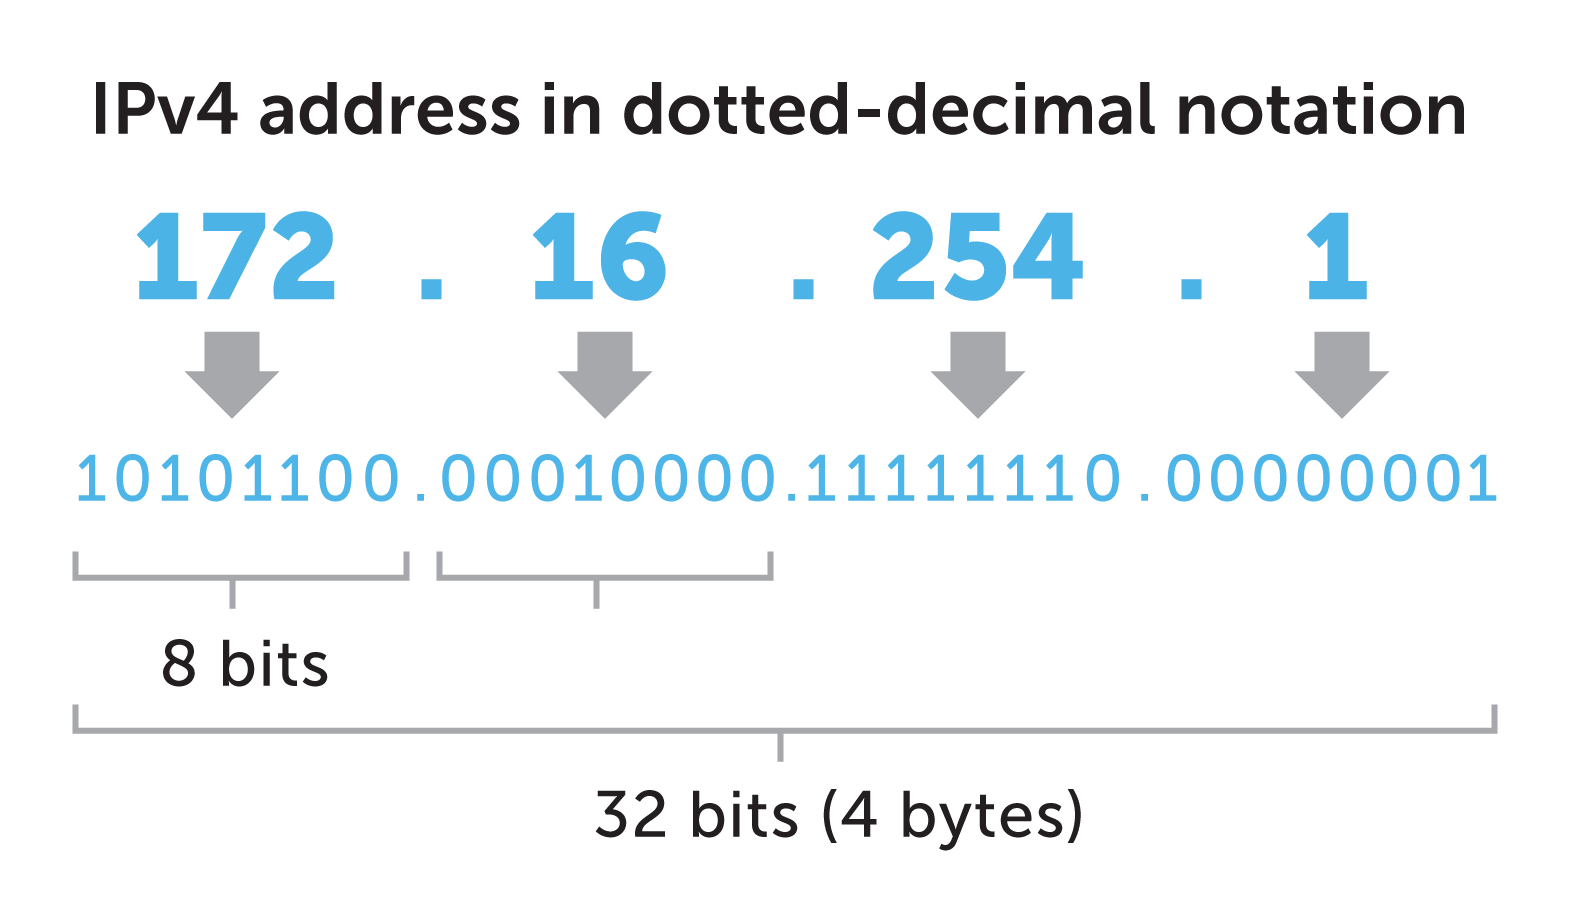 IPv4 address in dotted-decimal notation
172 . 16 . 254 . 1
10101100.00010000.11111110.00000001
8 bits
32 bits (4 bytes)